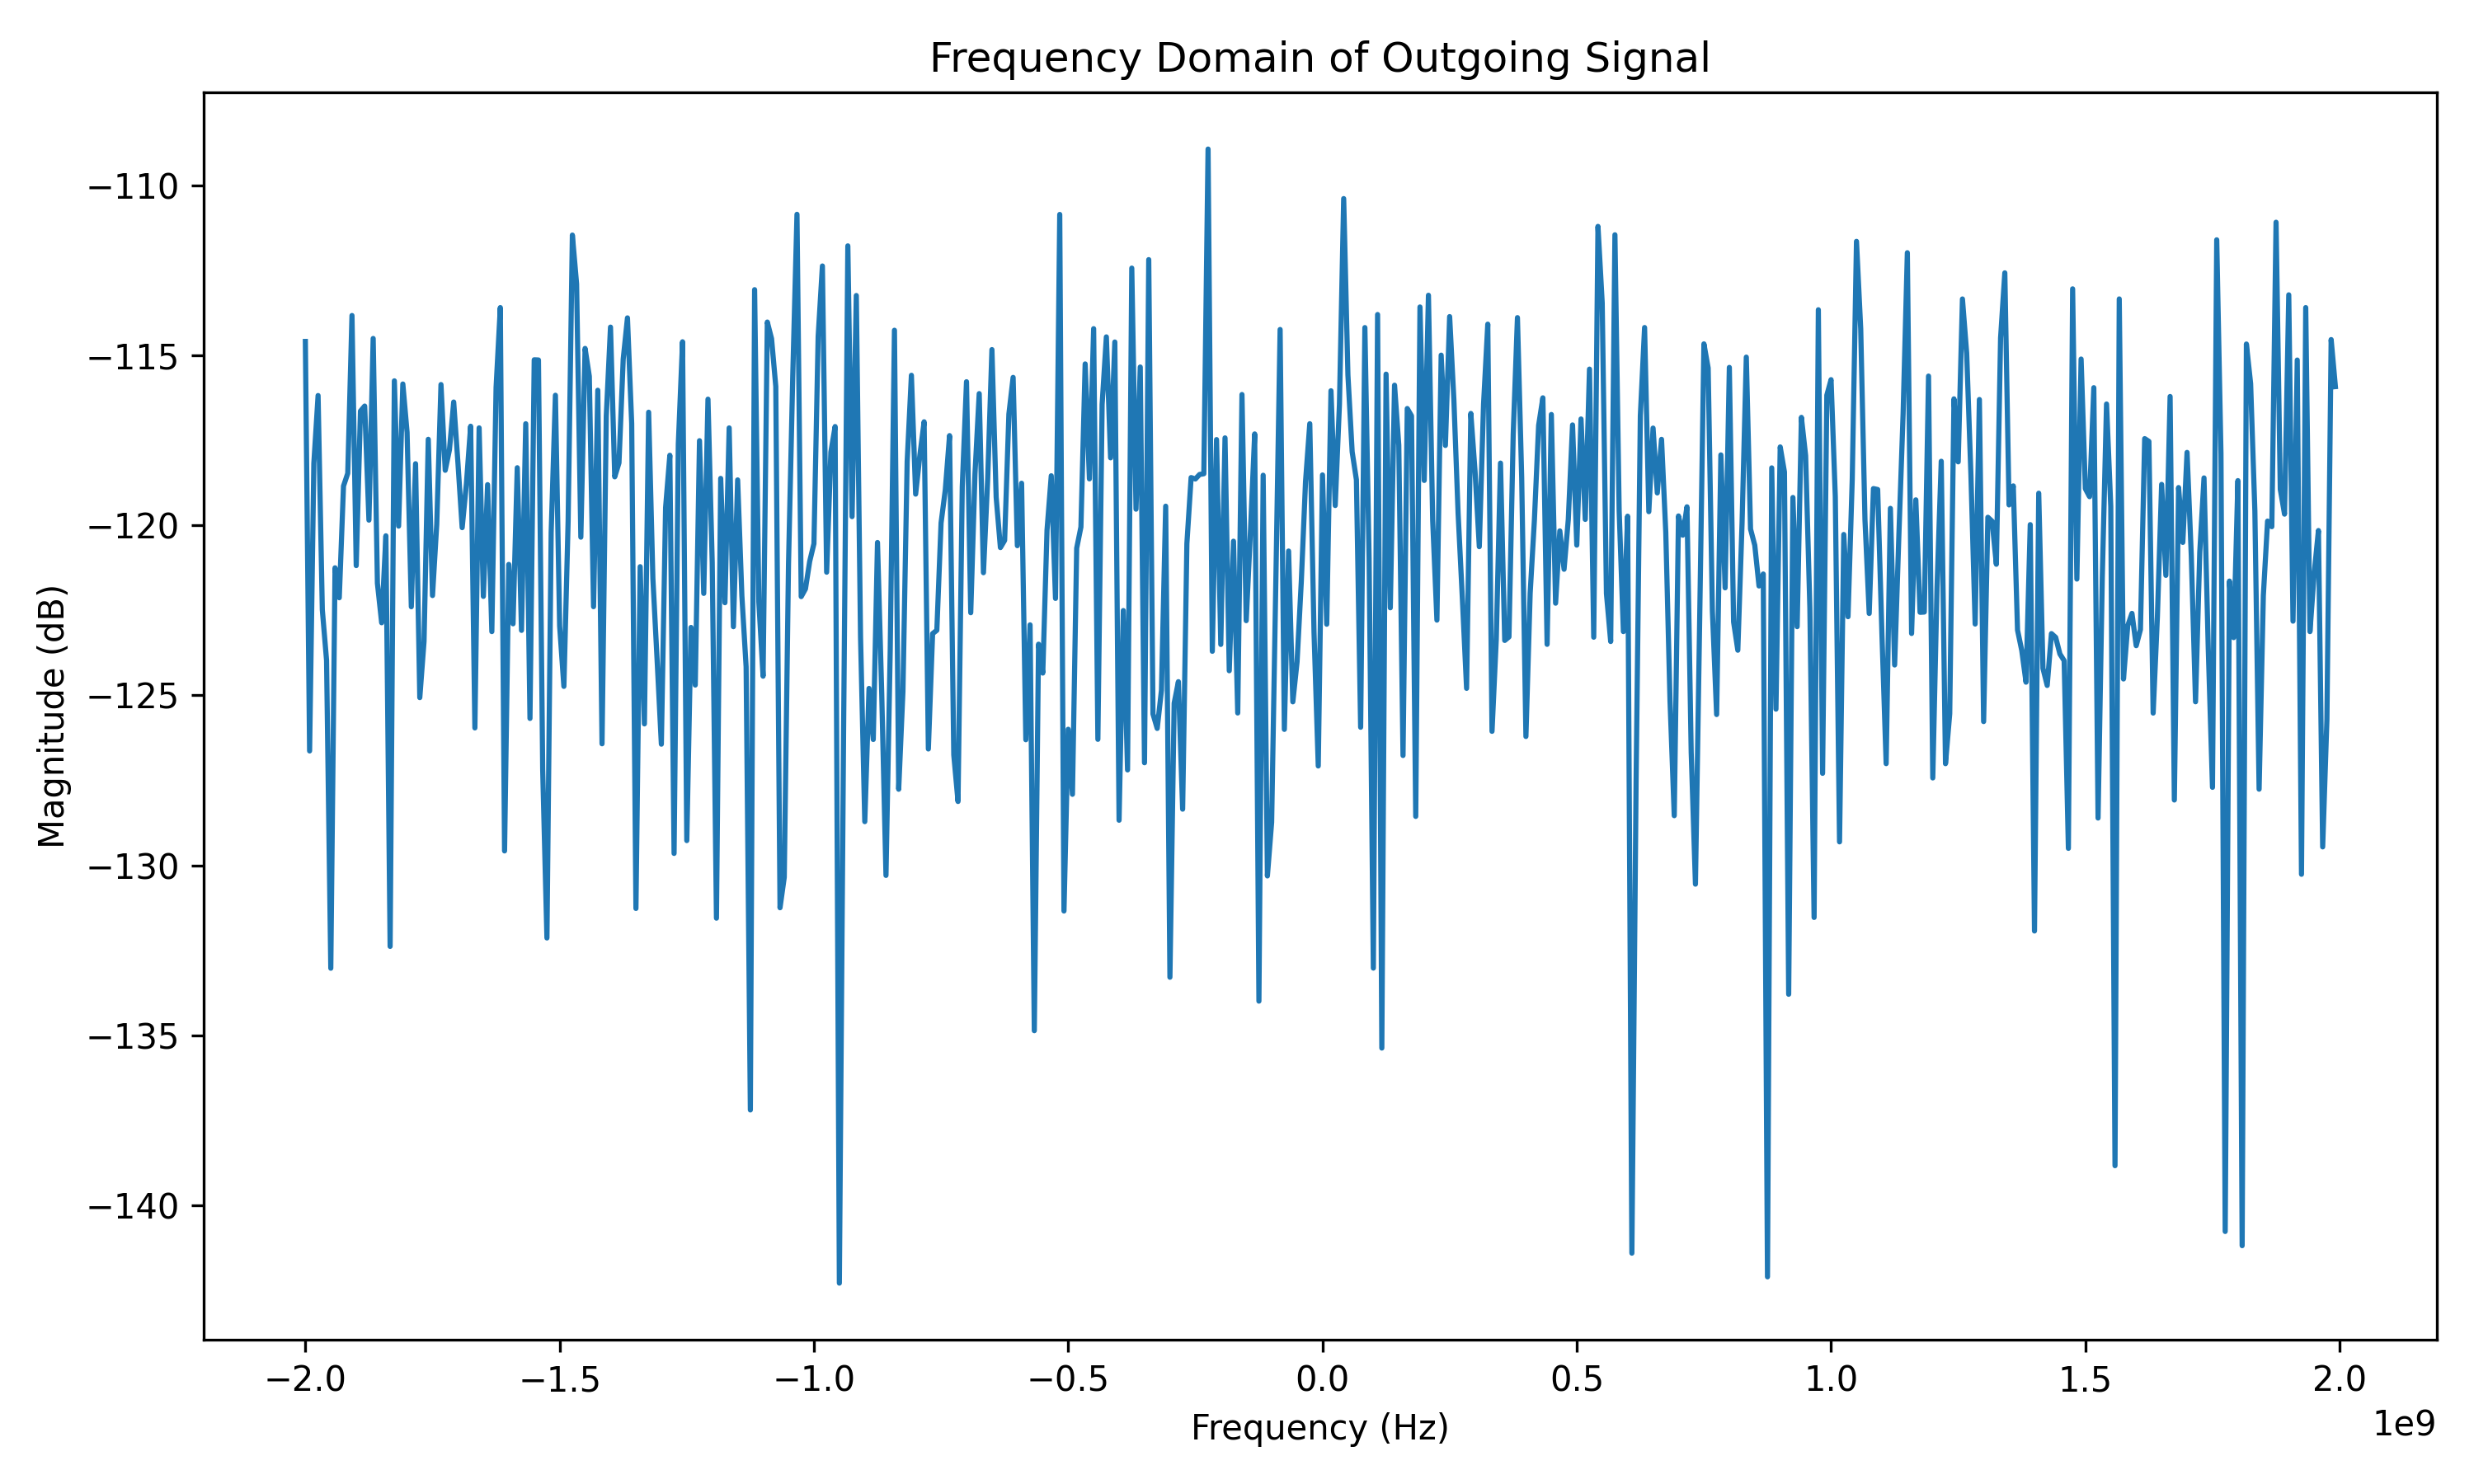 Frequency Domain of Outgoing Signal
Magnitude (dB)
−110
−115
−120
−125
−130
−135
−140
−2.0 −1.5 −1.0 −0.5 0.0 0.5 1.0 1.5 2.0
1e9
Frequency (Hz)